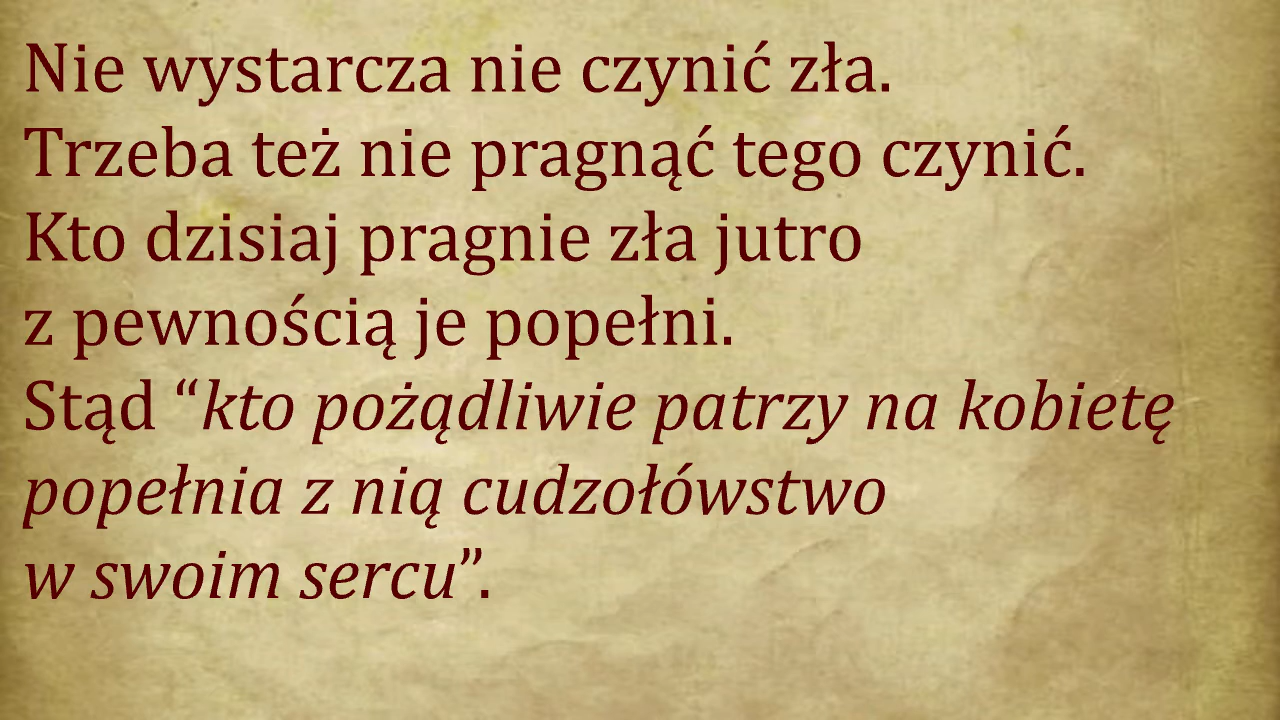 Nie wystarcza nie czynić zła.
Trzeba też nie pragnąć tego czynić.
Kto dzisiaj pragnie zła jutro
z pewnością je popełni.
Stąd “kto pożądliwie patrzy na kobietę
popełnia z nią cudzołówstwo
w swoim sercu”.